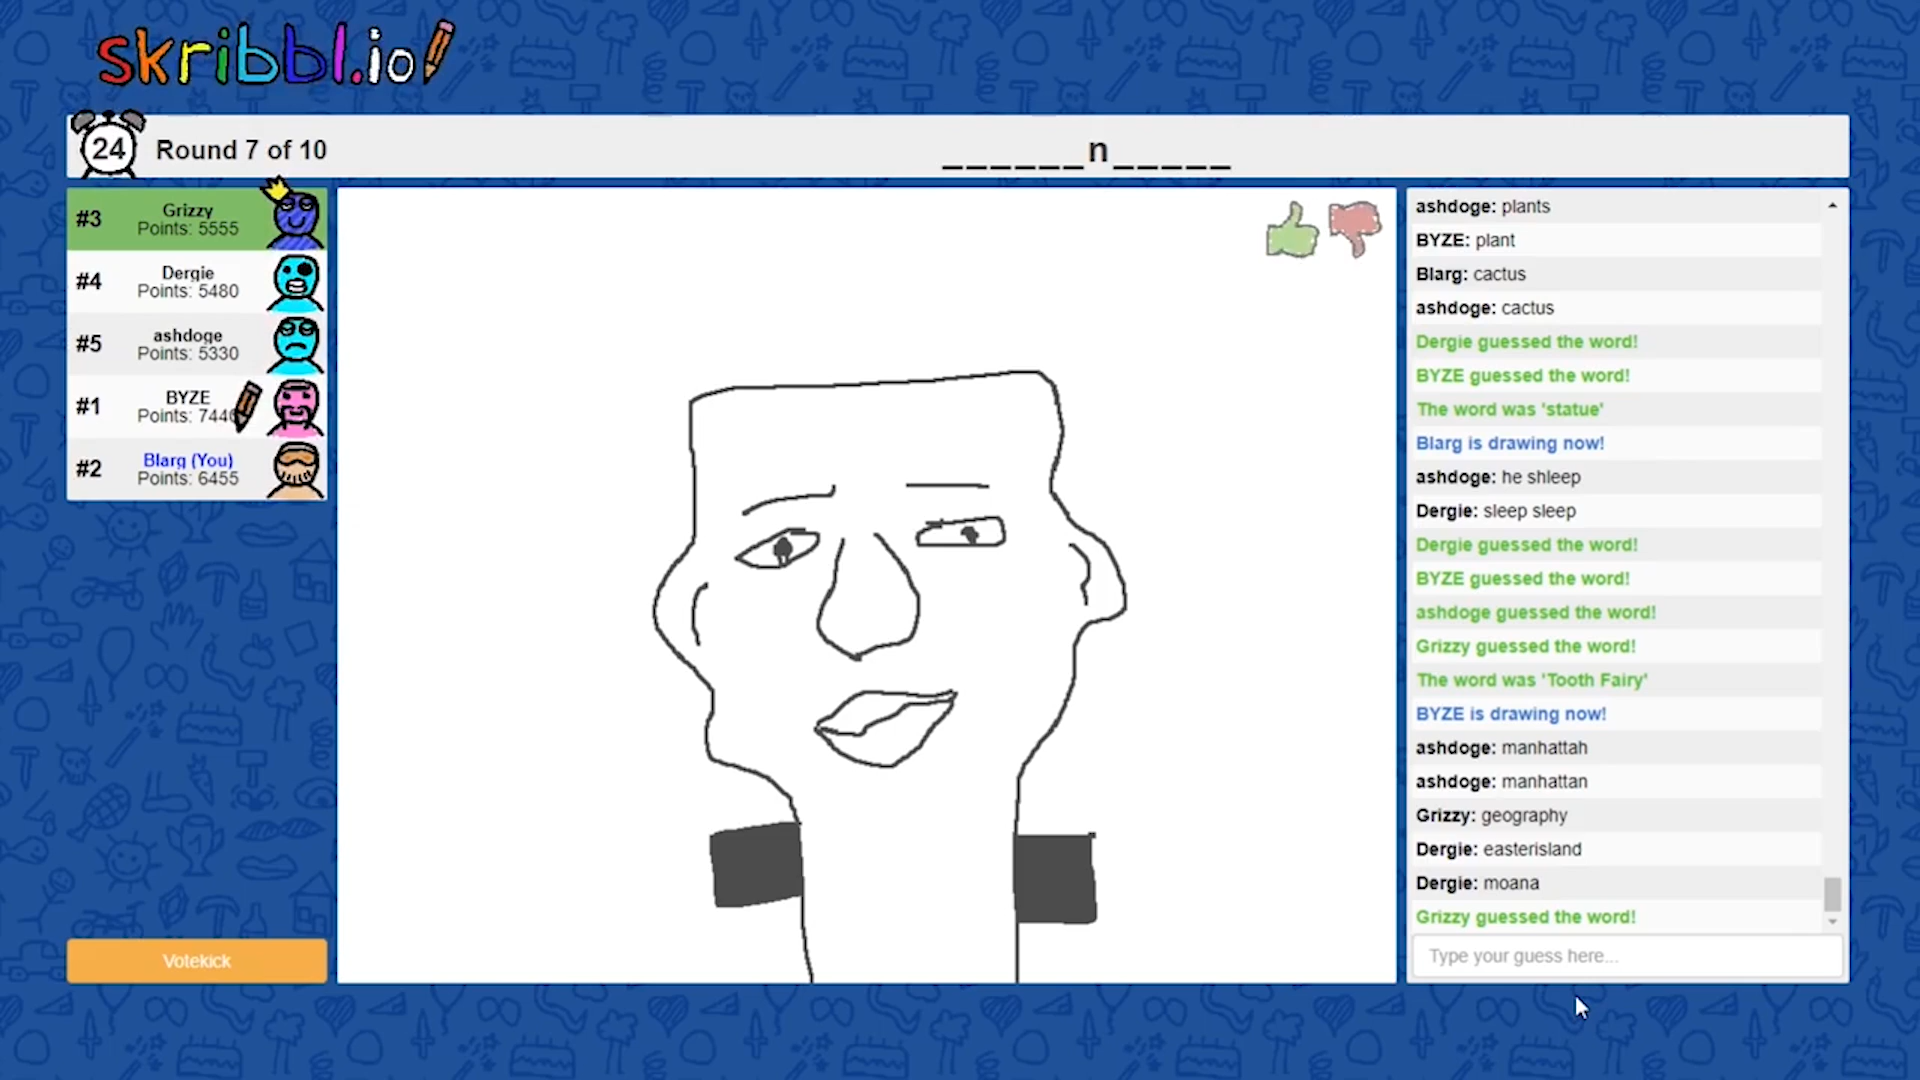 skribbl.io
24
Round 7 of 10
______n_____
#3
Grizzy
Points: 5555
#4
Dergie
Points: 5480
#5
ashdoge
Points: 5330
#1
BYZE
Points: 7440
#2
Blarg (You)
Points: 6455
Votekick
ashdoge: plants
BYZE: plant
Blarg: cactus
ashdoge: cactus
Dergie guessed the word!
BYZE guessed the word!
The word was 'statue'
Blarg is drawing now!
ashdoge: he shleep
Dergie: sleep sleep
Dergie guessed the word!
BYZE guessed the word!
ashdoge guessed the word!
Grizzy guessed the word!
The word was 'Tooth Fairy'
BYZE is drawing now!
ashdoge: manhattah
ashdoge: manhattan
Grizzy: geography
Dergie: easterisland
Dergie: moana
Grizzy guessed the word!
Type your guess here...